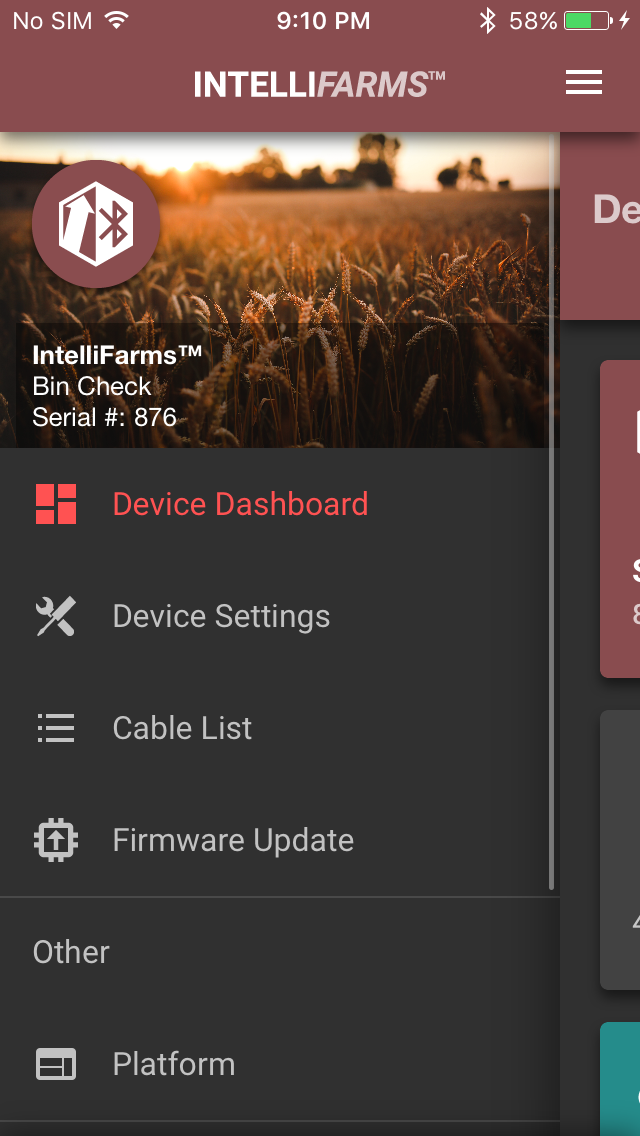 No SIM 9:10 PM 58%
INTELLIFARMS™
De
IntelliFarms™
Bin Check
Serial #: 876
Device Dashboard
Device Settings
Cable List
Firmware Update
Other
Platform